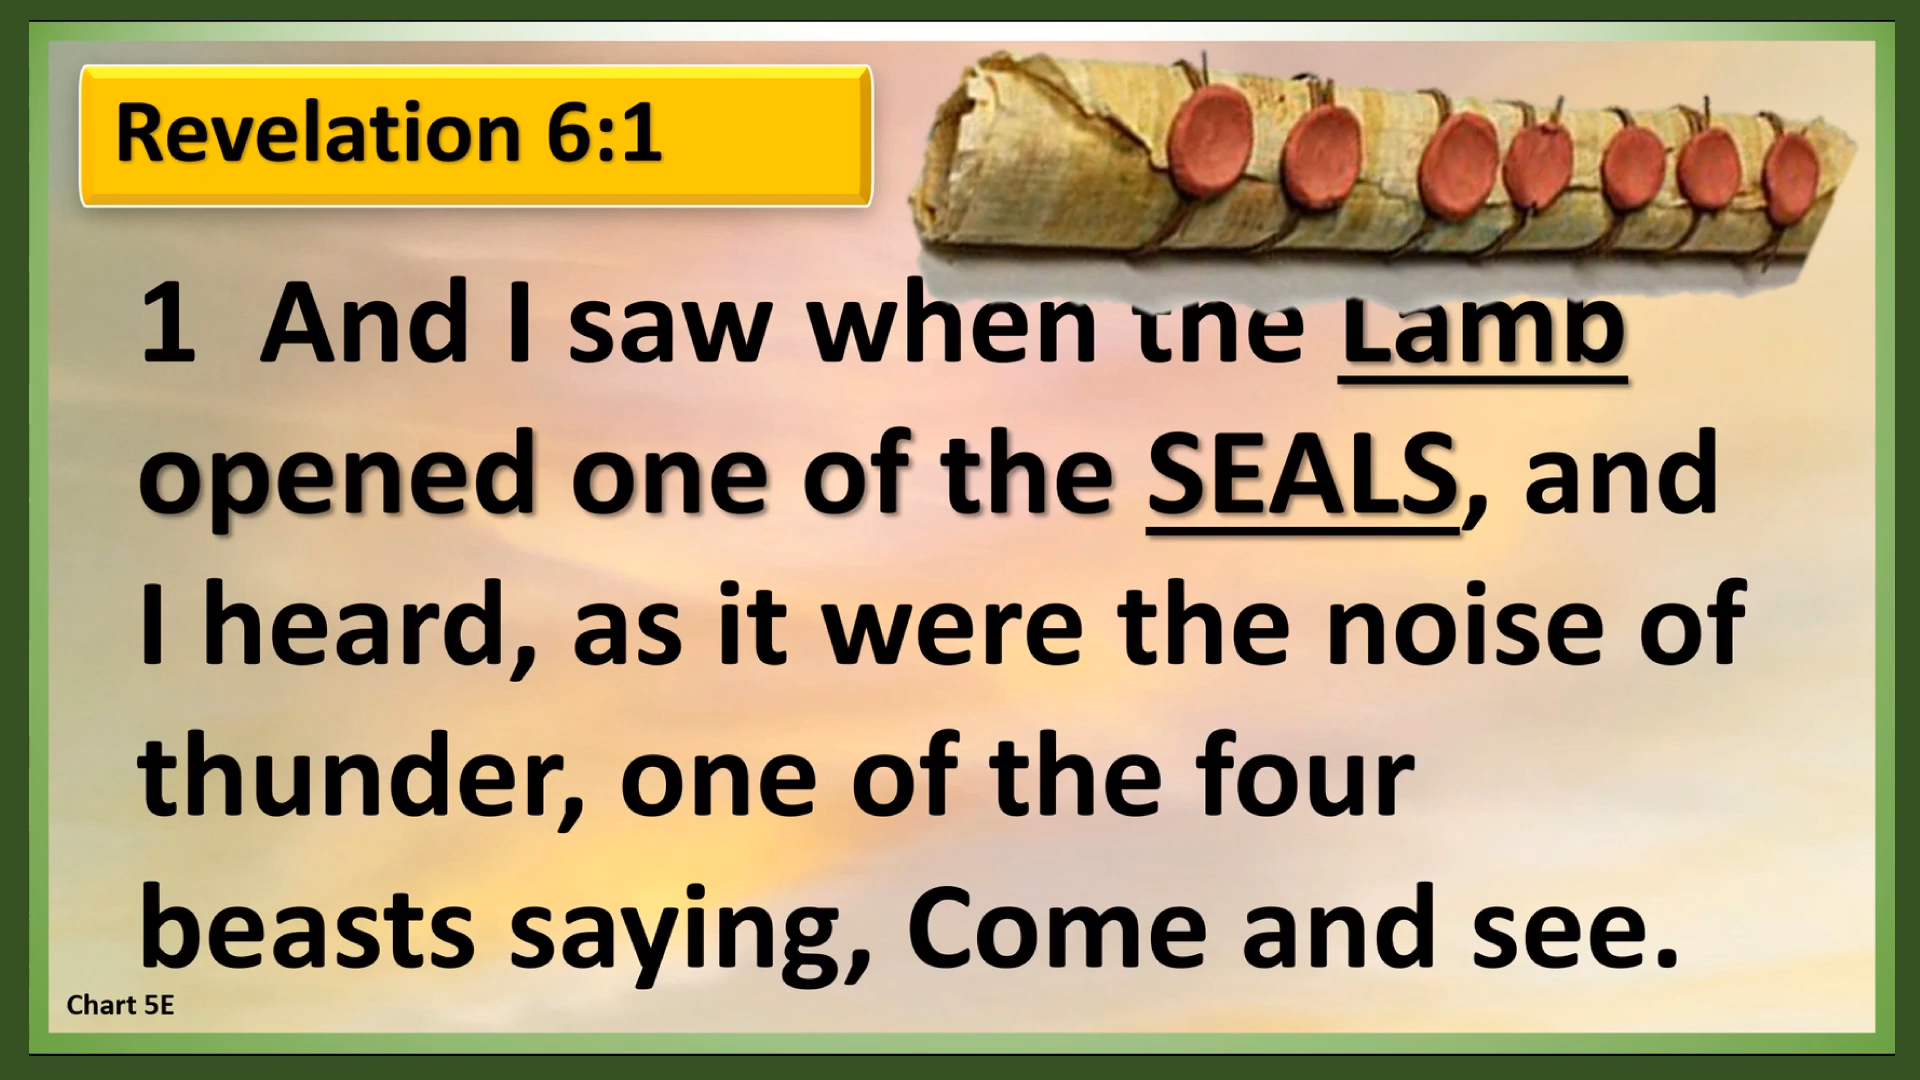 Revelation 6:1
1 And I saw when the Lamb
opened one of the SEALS, and
I heard, as it were the noise of
thunder, one of the four
beasts saying, Come and see.
Chart 5E